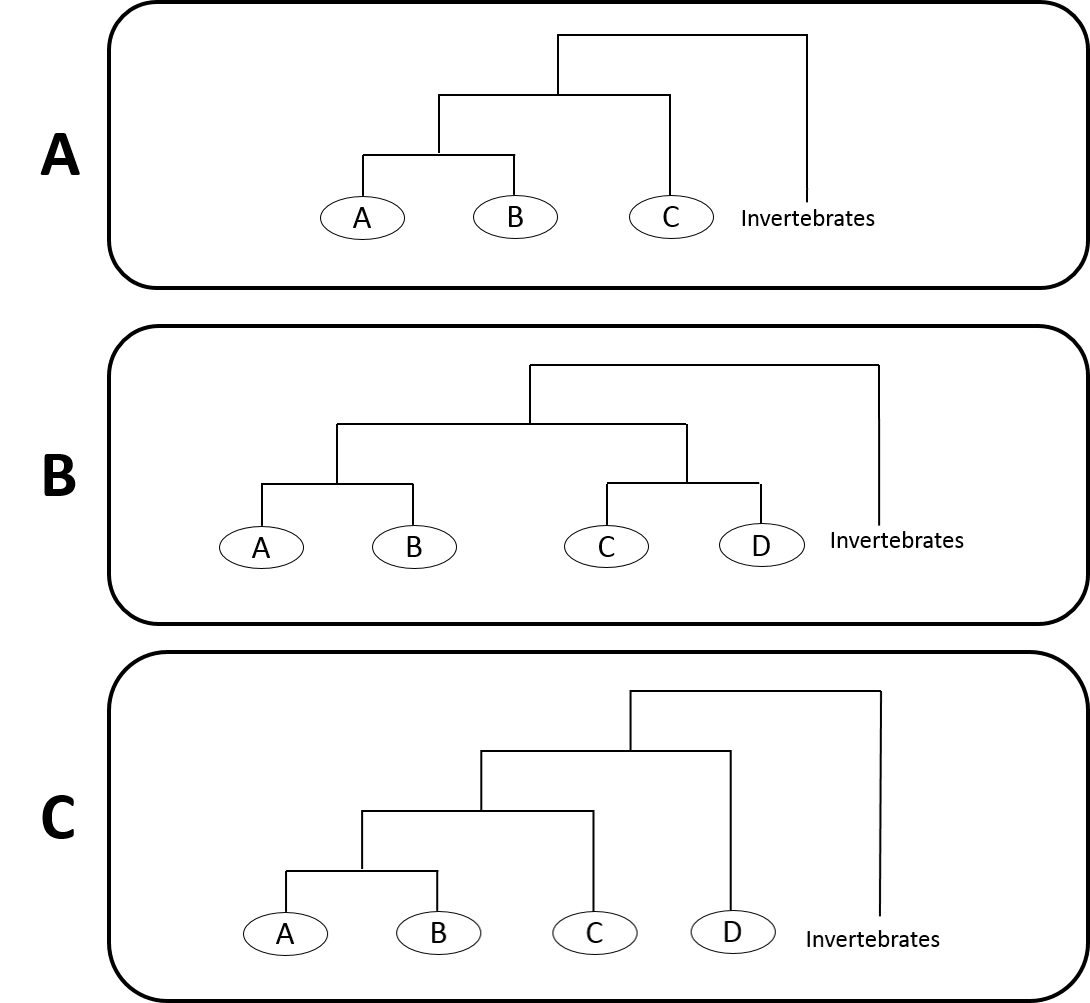 A
A B C Invertebrates
B
A B C D Invertebrates
C
A B C D Invertebrates